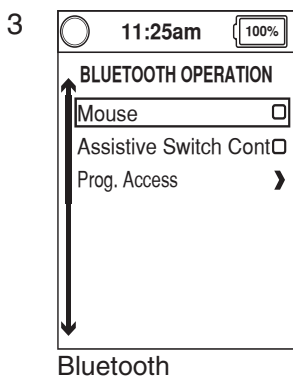 3
11:25am 100%
BLUETOOTH OPERATION
Mouse
Assistive Switch Cont
Prog. Access
Bluetooth